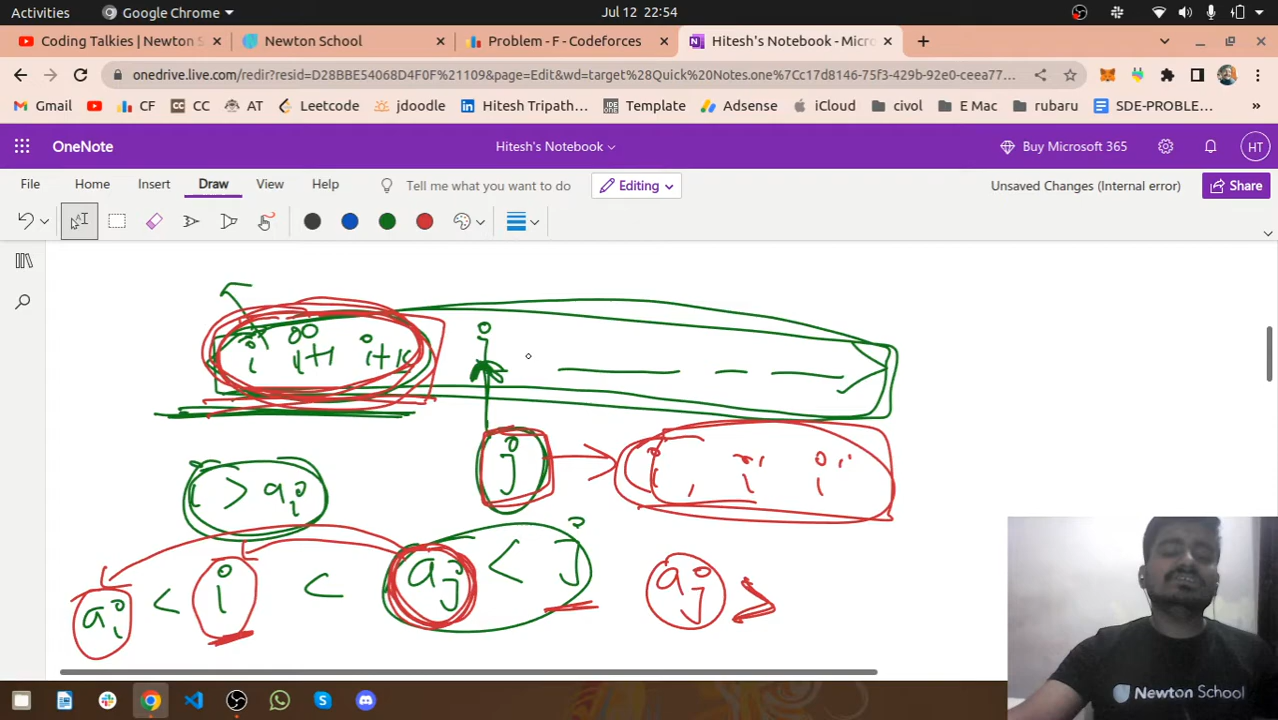 Activities Google Chrome Jul 12 22:54
Coding Talkies | Newton S Newton School Problem - F - Codeforces Hitesh's Notebook - Micro
onedrive.live.com/redir?resid=D28BBE54068D4F0F%21109&page=Edit&wd=target%28Quick%20Notes.one%7Cc17d8146-75f3-429b-92e0-ceea77...
Gmail CF CC AT Leetcode jdoodle Hitesh Tripath... Template Adsense iCloud civol E Mac rubaru SDE-PROBLE... »
OneNote Hitesh's Notebook Buy Microsoft 365 HT
File Home Insert Draw View Help Tell me what you want to do Editing Unsaved Changes (Internal error) Share
i i+1 i+k j
j i i i
i > ai
ai < i < aj < j aj >
Newton School